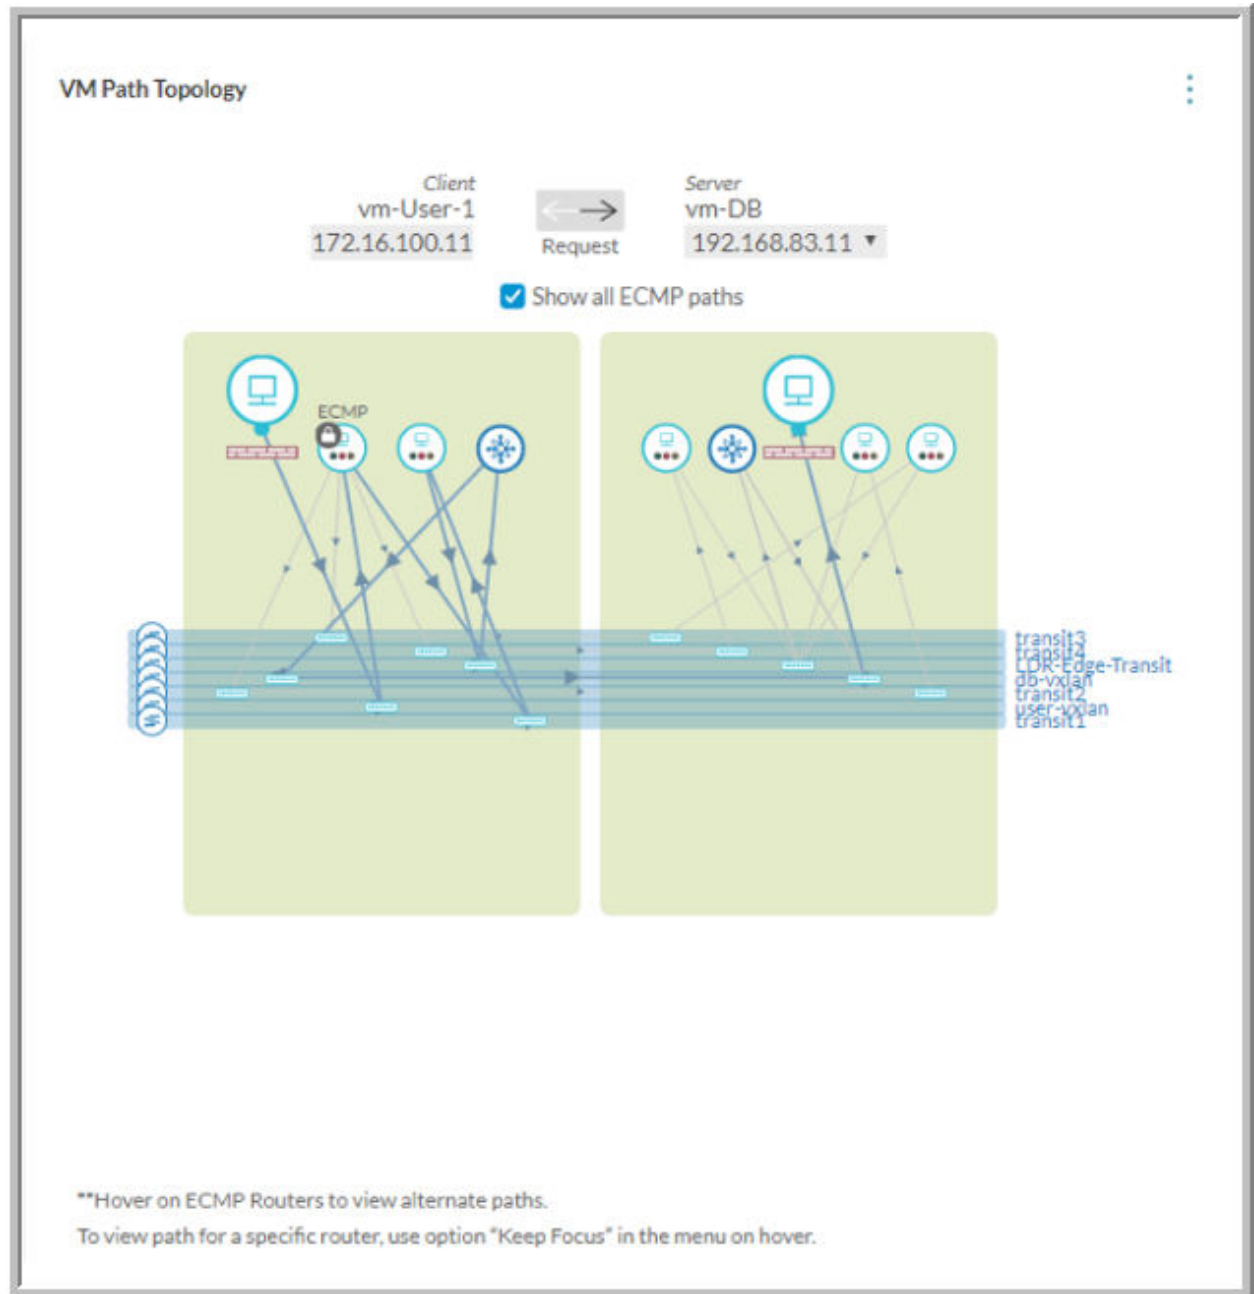 VM Path Topology
Client
vm-User-1
172.16.100.11
Request
Server
vm-DB
192.168.83.11
Show all ECMP paths
ECMP
transit3
transit4
LDR-Edge-Transit
db-vxlan
transit2
user-vxlan
transit1
**Hover on ECMP Routers to view alternate paths.
To view path for a specific router, use option “Keep Focus” in the menu on hover.